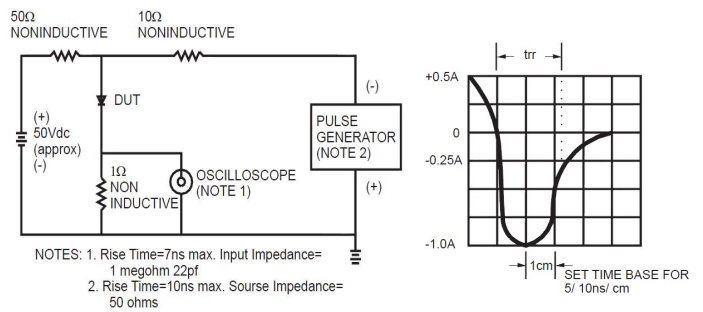 50Ω
NONINDUCTIVE
10Ω
NONINDUCTIVE
trr
+0.5A
(-)
DUT
(+)
50Vdc
(approx)
(-)
PULSE
GENERATOR
(NOTE 2)
0
-0.25A
1Ω
NON
INDUCTIVE
OSCILLOSCOPE
(NOTE 1)
(+)
-1.0A
NOTES: 1. Rise Time=7ns max. Input Impedance=
1 megohm 22pf
2. Rise Time=10ns max. Sourse Impedance=
50 ohms
1cm
SET TIME BASE FOR
5/ 10ns/ cm